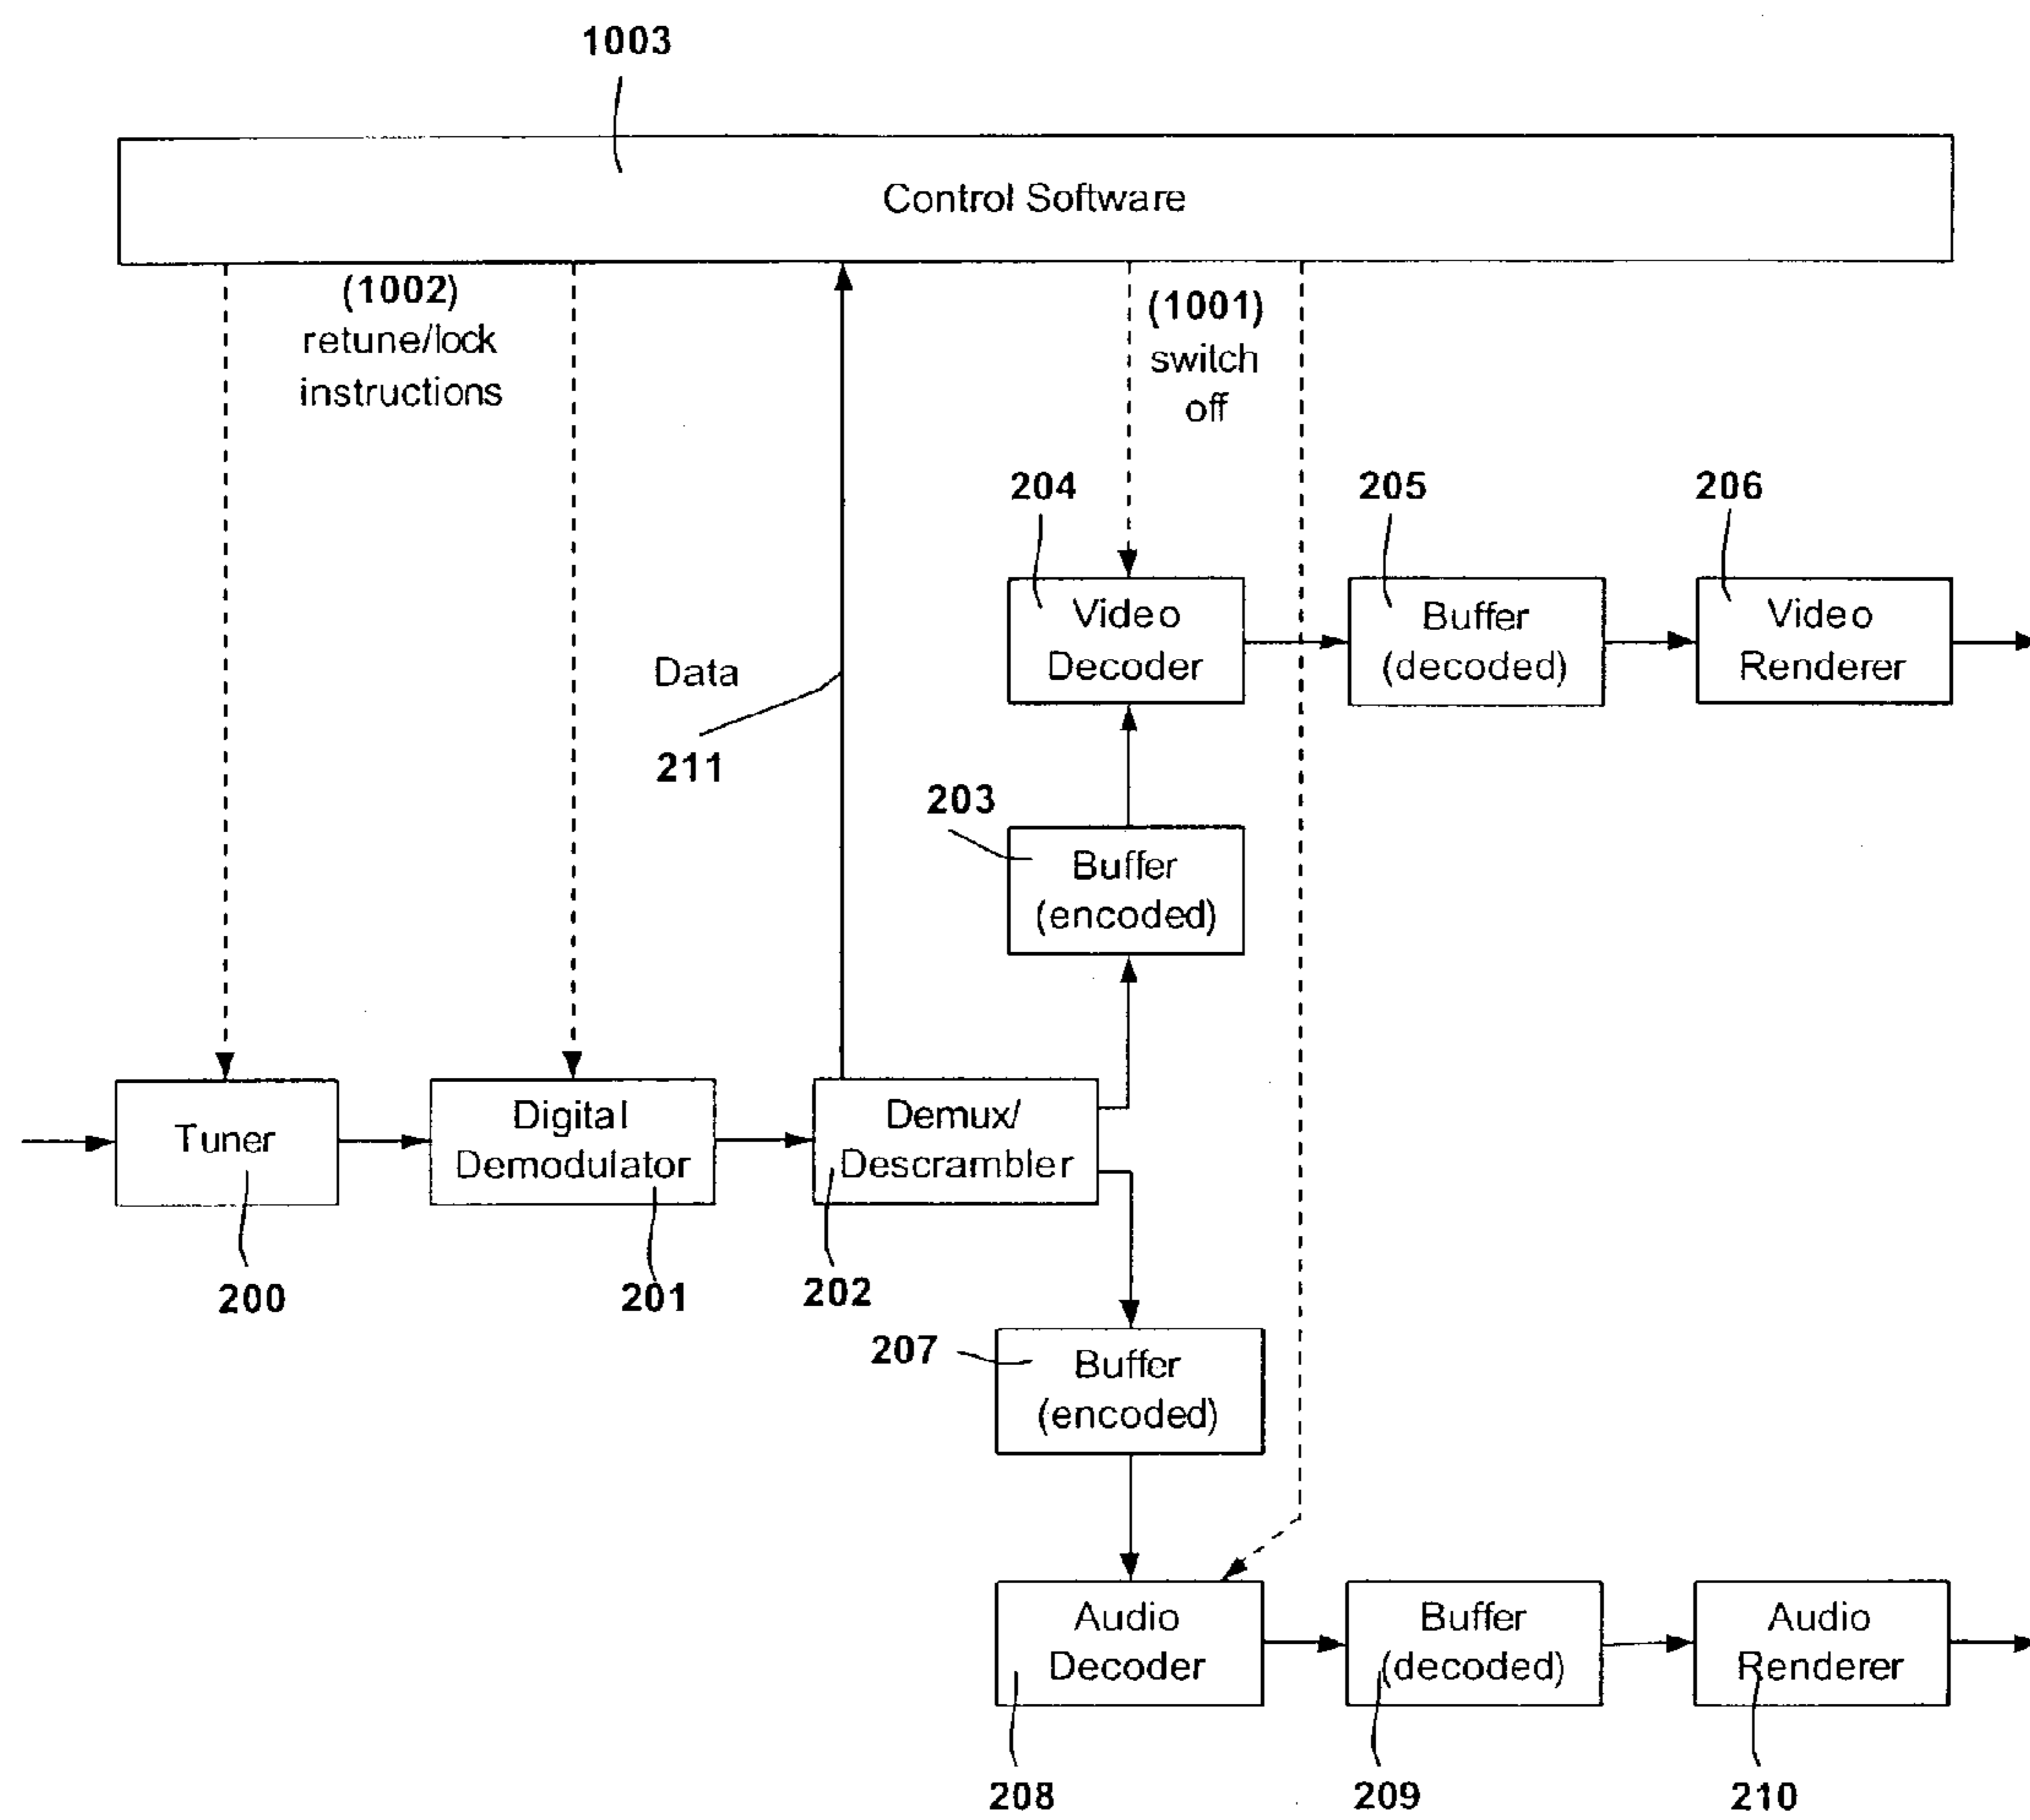 1003
Control Software
(1002)
retune/lock
instructions
(1001)
switch
off
204
205
206
Video
Decoder
Buffer
(decoded)
Video
Renderer
Data
211
203
Buffer
(encoded)
Tuner
Digital
Demodulator
Demux/
Descrambler
200
201
202
207
Buffer
(encoded)
Audio
Decoder
Buffer
(decoded)
Audio
Renderer
208
209
210